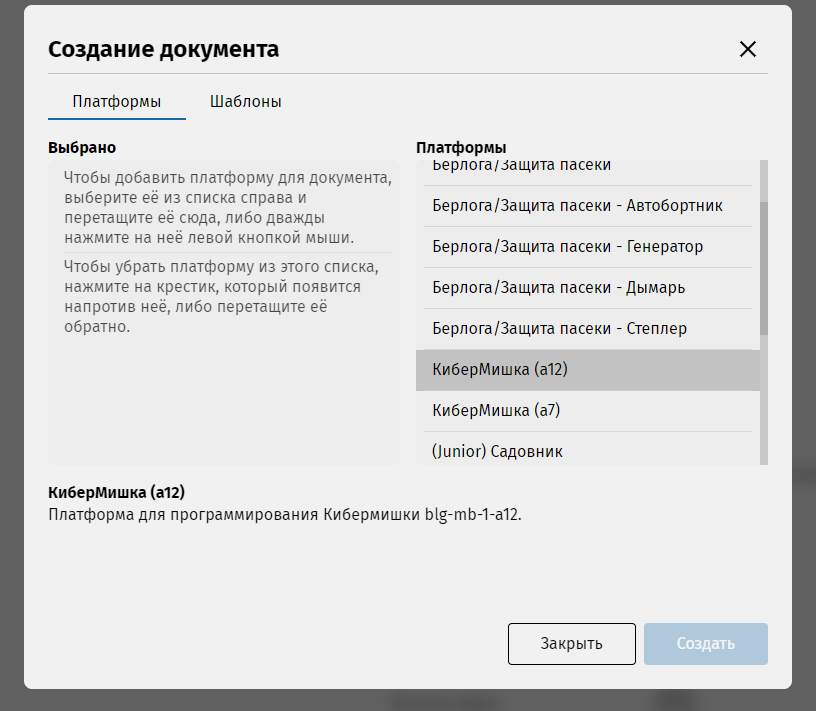 Создание документа
Платформы
Шаблоны
Выбрано
Чтобы добавить платформу для документа,
выберите её из списка справа и
перетащите её сюда, либо дважды
нажмите на неё левой кнопкой мыши.
Чтобы убрать платформу из этого списка,
нажмите на крестик, который появится
напротив неё, либо перетащите её
обратно.
Платформы
Берлога/Защита пасеки
Берлога/Защита пасеки - Автобортник
Берлога/Защита пасеки - Генератор
Берлога/Защита пасеки - Дымарь
Берлога/Защита пасеки - Степлер
КиберМишка (a12)
КиберМишка (a7)
(Junior) Садовник
КиберМишка (a12)
Платформа для программирования Кибермишки blg-mb-1-a12.
Закрыть
Создать